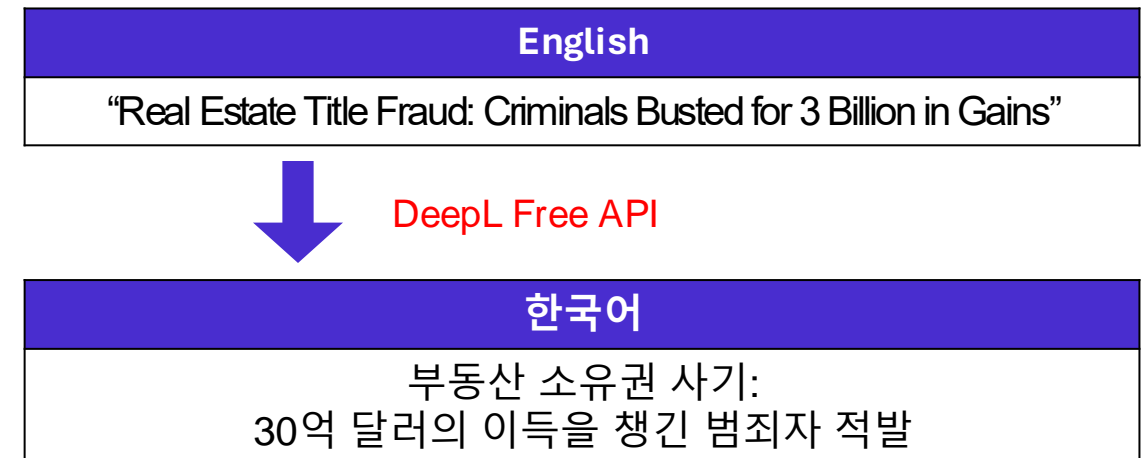 English
“Real Estate Title Fraud: Criminals Busted for 3 Billion in Gains”
DeepL Free API
한국어
부동산 소유권 사기:
30억 달러의 이득을 챙긴 범죄자 적발